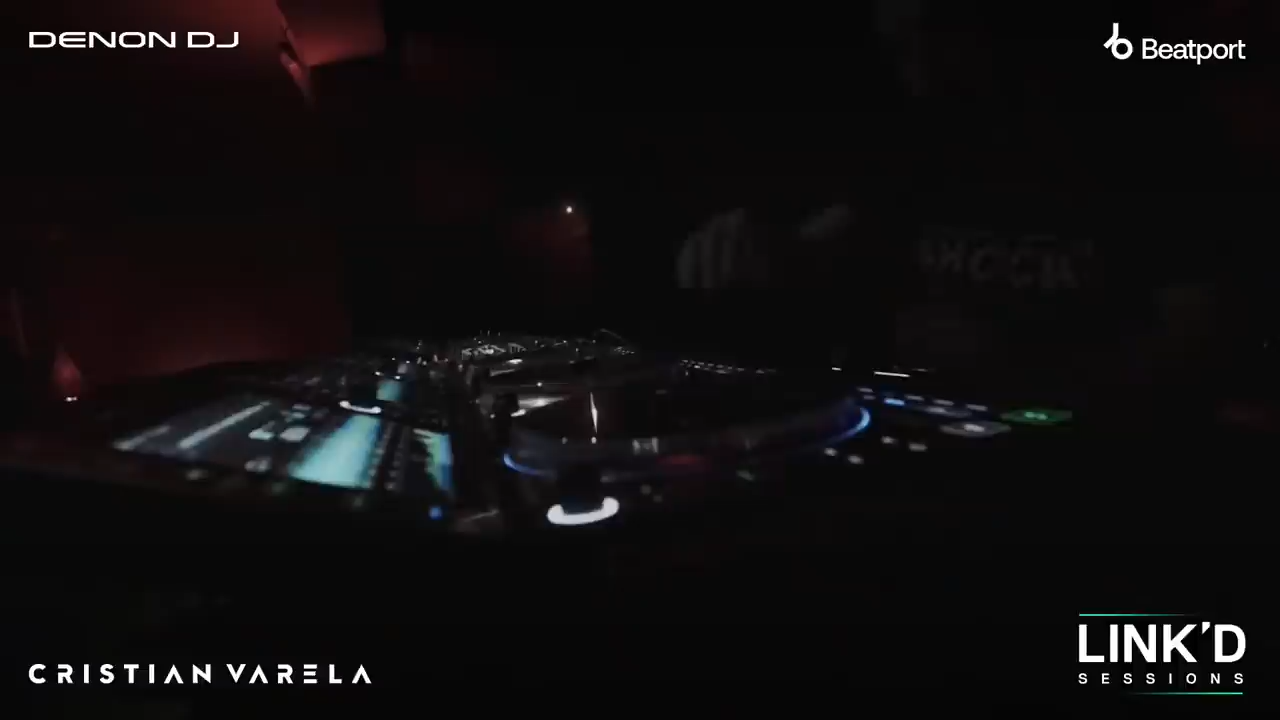 DENON DJ
Beatport
CRISTIAN VARELA
LINK'D
SESSIONS